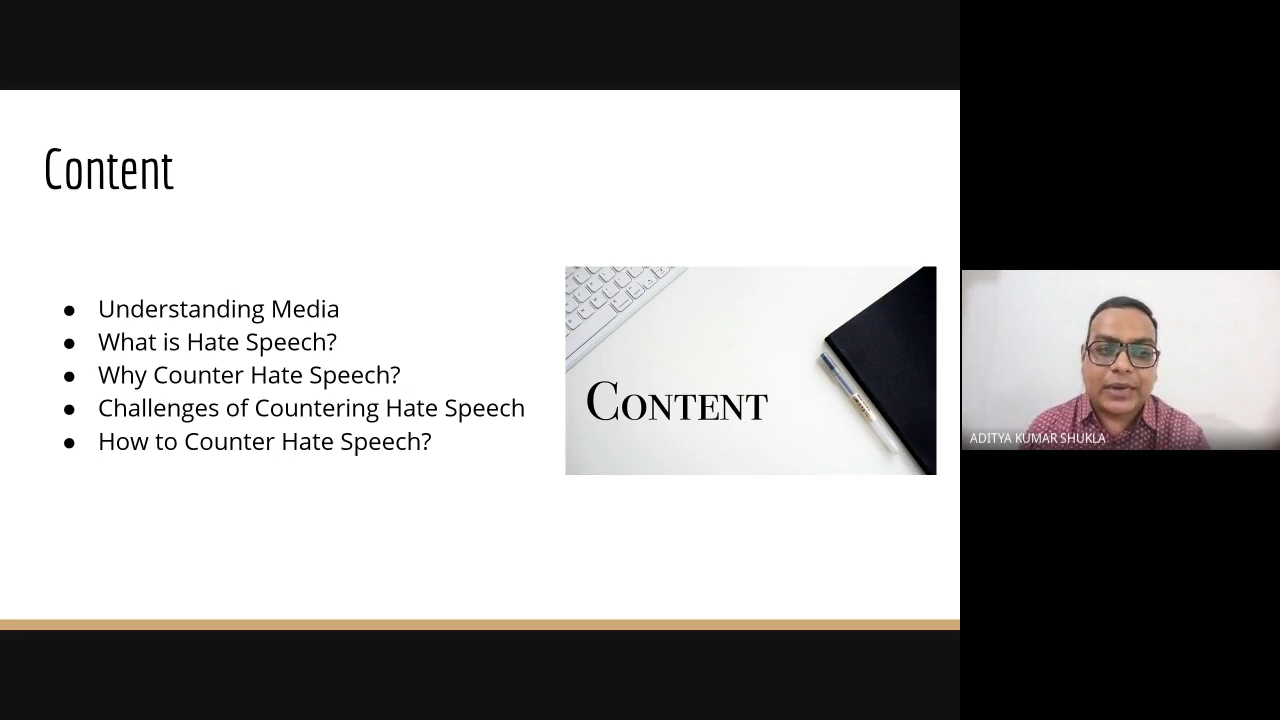 Content
Understanding Media
What is Hate Speech?
Why Counter Hate Speech?
Challenges of Countering Hate Speech
How to Counter Hate Speech?
CONTENT
ADITYA KUMAR SHUKLA